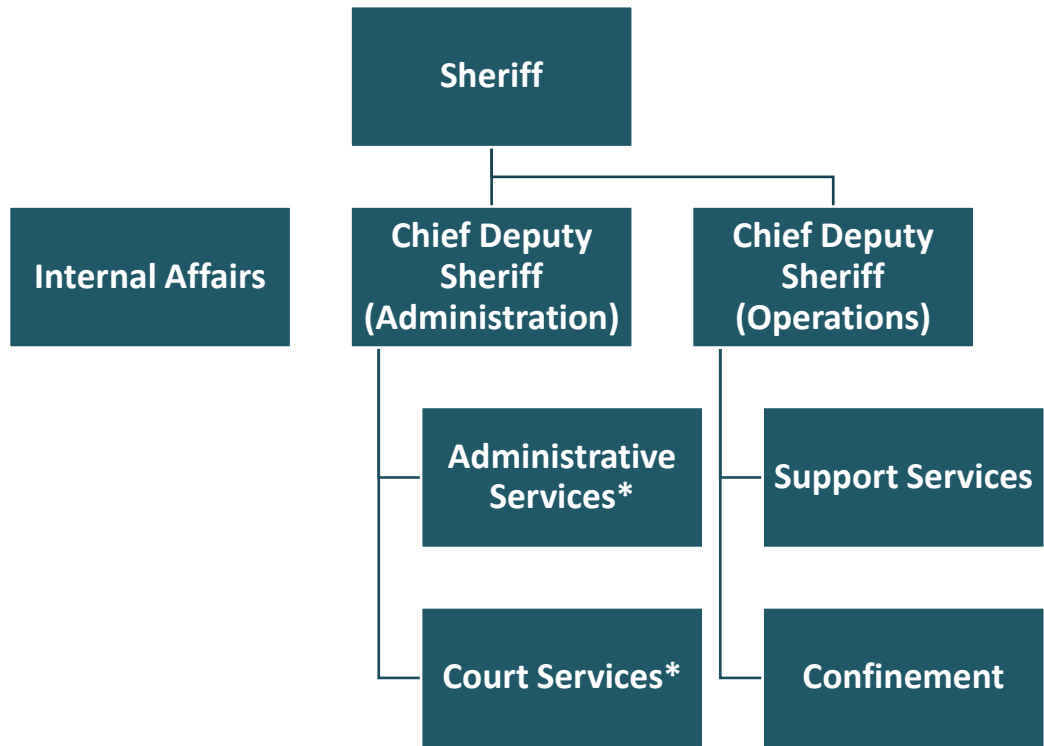 Sheriff
Internal Affairs
Chief Deputy
Sheriff
(Administration)
Chief Deputy
Sheriff
(Operations)
Administrative
Services*
Support Services
Court Services*
Confinement